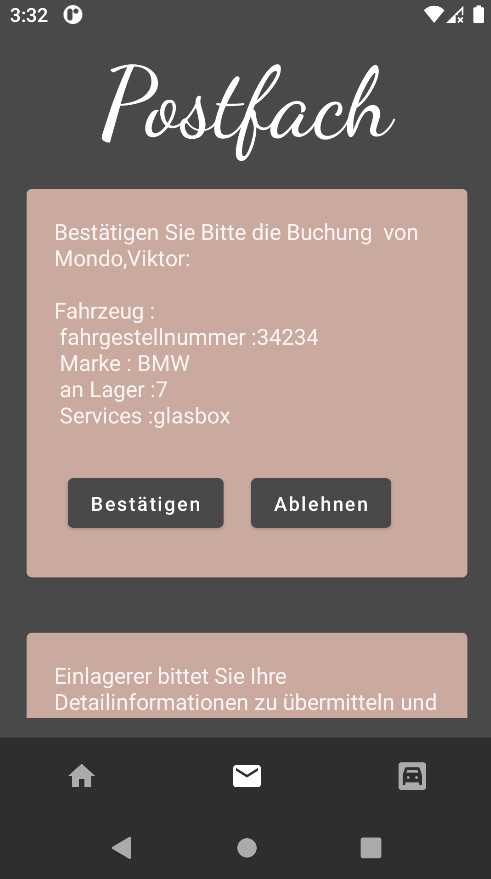 3:32
Postfach
Bestätigen Sie Bitte die Buchung  von
Mondo,Viktor:
Fahrzeug :
fahrgestellnummer :34234
Marke : BMW
an Lager :7
Services :glasbox
Bestätigen
Ablehnen
Einlagerer bittet Sie Ihre
Detailinformationen zu übermitteln und